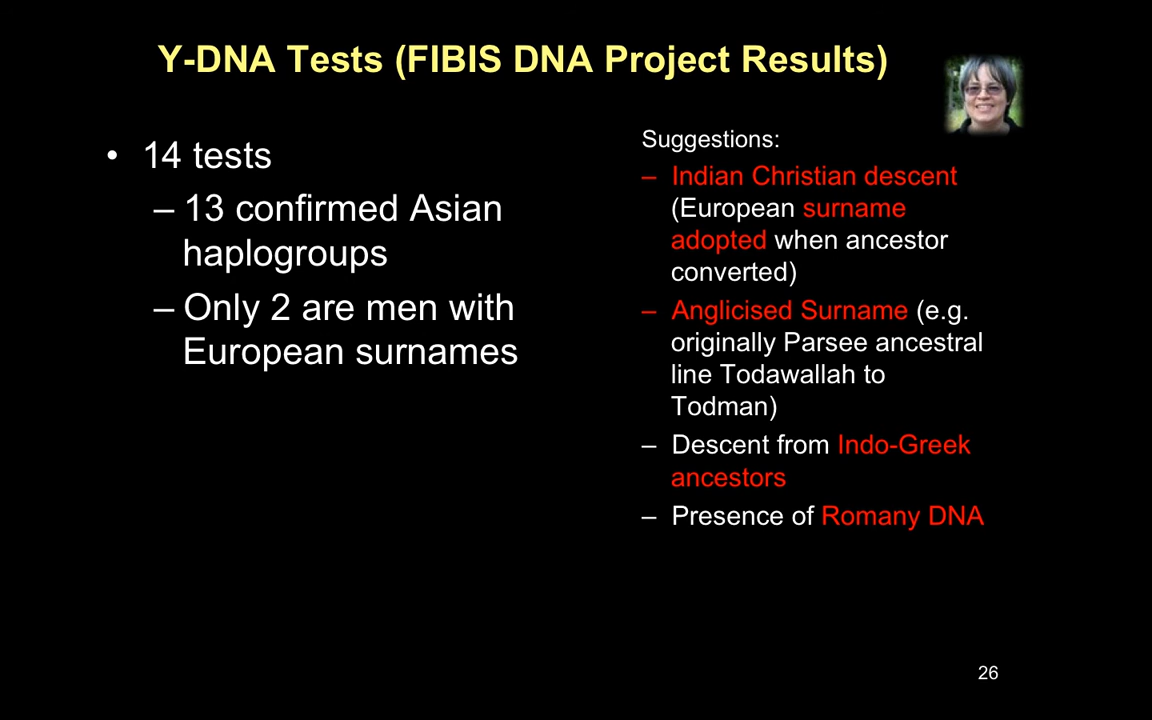 Y-DNA Tests (FIBIS DNA Project Results)
• 14 tests
– 13 confirmed Asian
haplogroups
– Only 2 are men with
European surnames
Suggestions:
– Indian Christian descent
(European surname
adopted when ancestor
converted)
– Anglicised Surname (e.g.
originally Parsee ancestral
line Todawallah to
Todman)
– Descent from Indo-Greek
ancestors
– Presence of Romany DNA
26